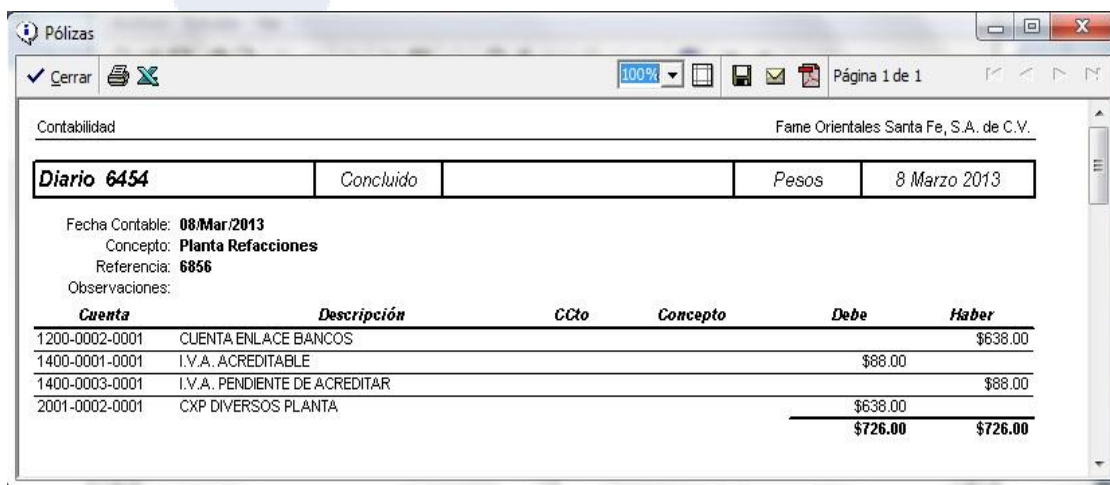 Pólizas
Cerrar 100% Página 1 de 1
Contabilidad Fame Orientales Santa Fe, S.A. de C.V.
Diario 6454 Concluido Pesos 8 Marzo 2013
Fecha Contable: 08/Mar/2013
Concepto: Planta Refacciones
Referencia: 6856
Observaciones:
Cuenta Descripción CCto Concepto Debe Haber
1200-0002-0001 CUENTA ENLACE BANCOS $638.00
1400-0001-0001 I.V.A. ACREDITABLE $88.00
1400-0003-0001 I.V.A. PENDIENTE DE ACREDITAR $88.00
2001-0002-0001 CXP DIVERSOS PLANTA $638.00
$726.00 $726.00